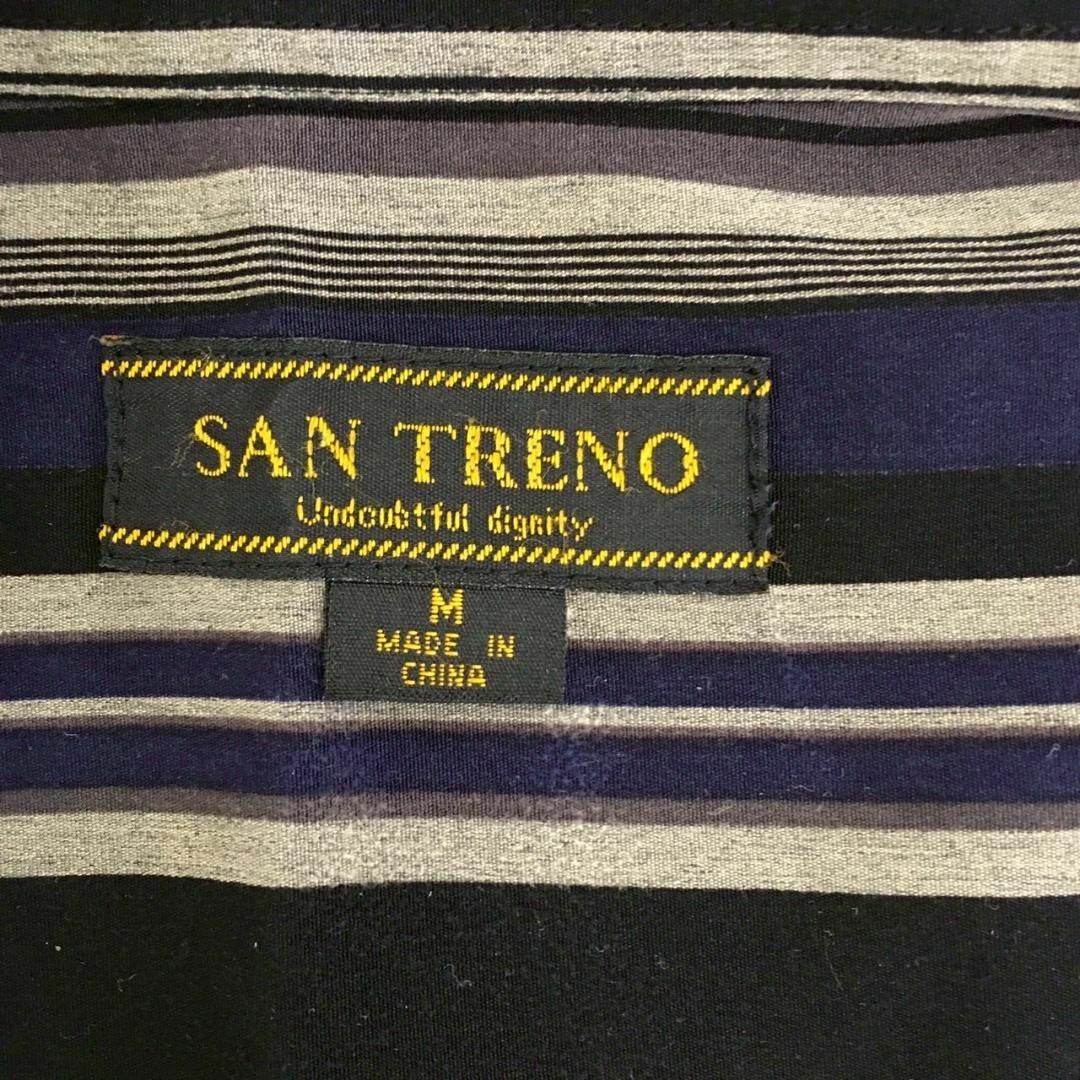 SAN TRENO
Undoubtful dignity
M
MADE IN
CHINA